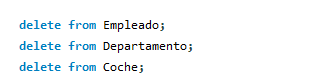 delete from Empleado;
delete from Departamento;
delete from Coche;